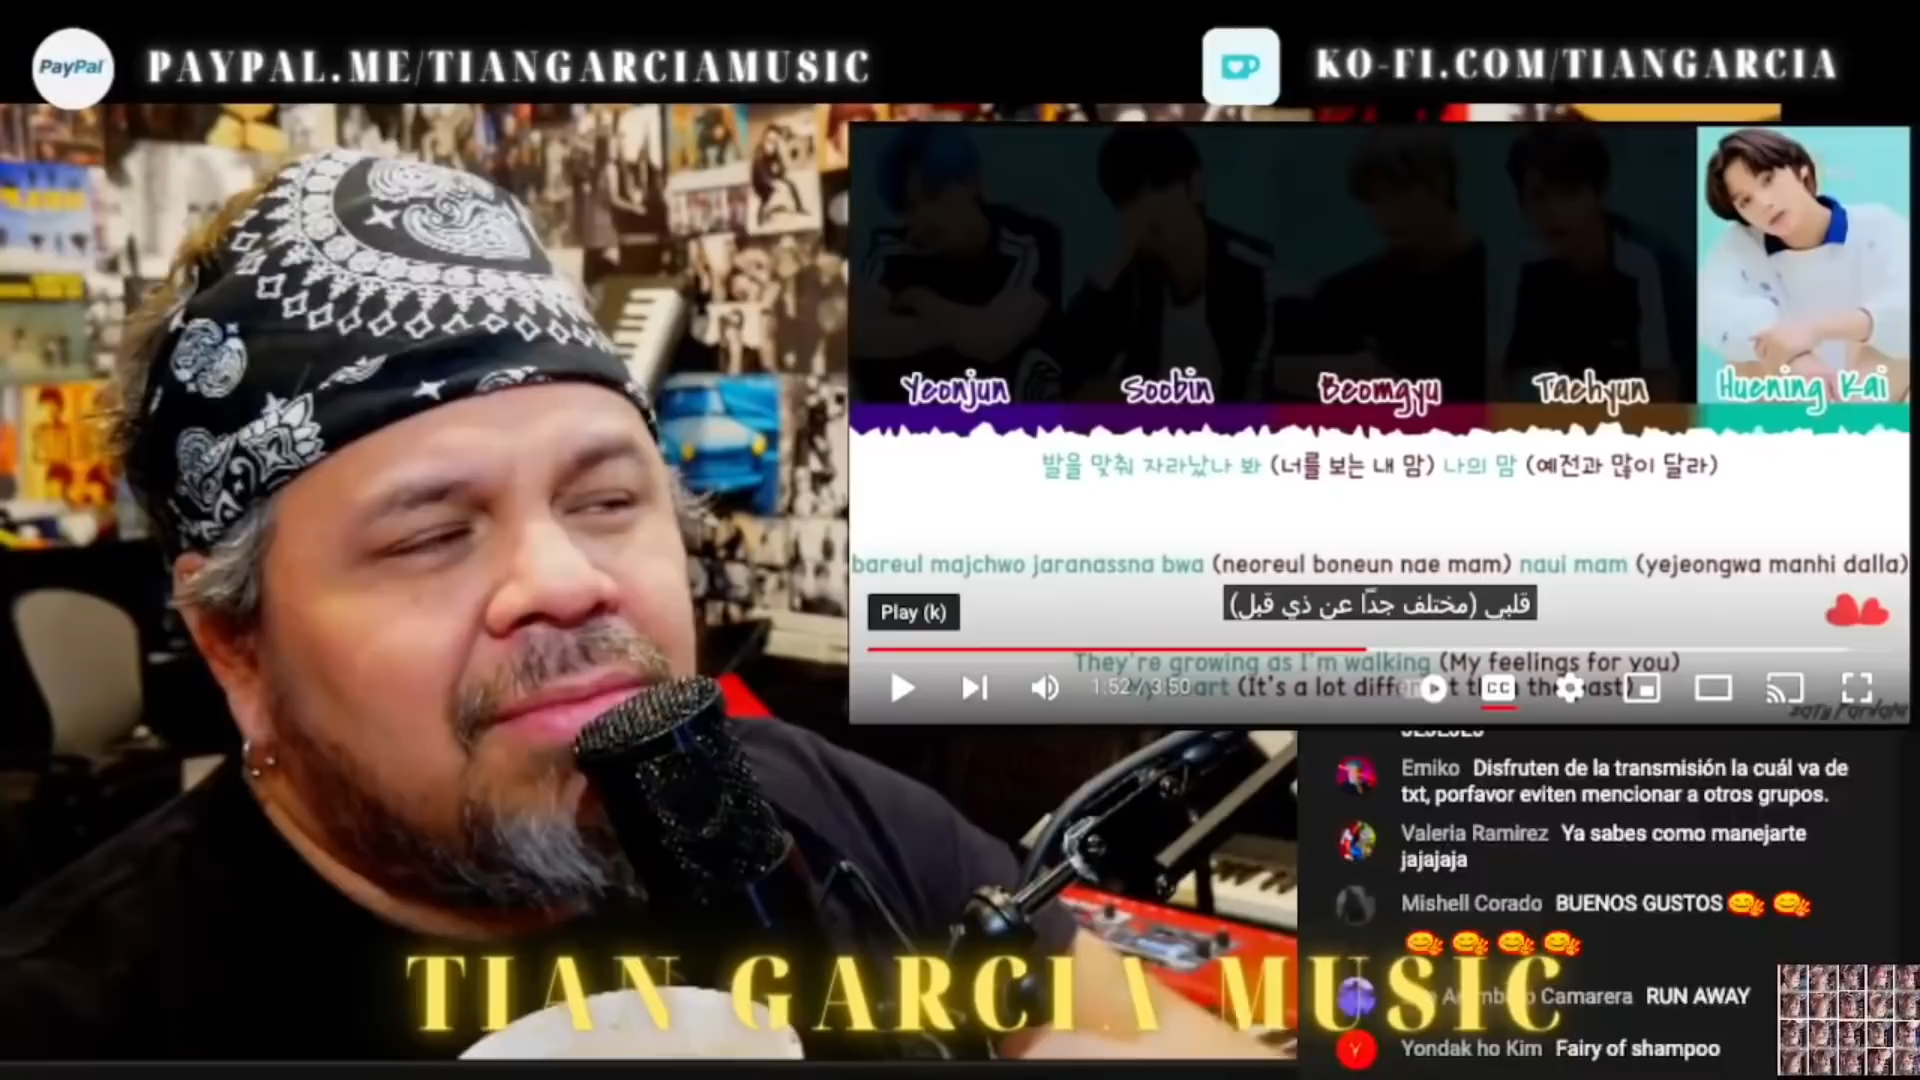 PayPal
PAYPAL.ME/TIANGARCIAMUSIC
KO-FI.COM/TIANGARCIA
Yeonjun
Soobin
Beomgyu
Taehyun
Huening Kai
발을 맞춰 자라났나 봐 (너를 보는 내 맘) 나의 맘 (예전과 많이 달라)
bareul majchwo jaranassna bwa (neoreul boneun nae mam) naui mam (yejeongwa manhi dalla)
Play (k)
قلبي (مختلف جدًا عن ذي قبل)
They're growing as I'm walking (My feelings for you)
1:52 / 3:50
(It's a lot
past)
CC
Emiko Disfruten de la transmisión la cuál va de
txt, porfavor eviten mencionar a otros grupos.
Valeria Ramirez Ya sabes como manejarte
jajajaja
Mishell Corado BUENOS GUSTOS
Camarera RUN AWAY
Y
Yondak ho Kim Fairy of shampoo
TIAN GARCIA MUSIC